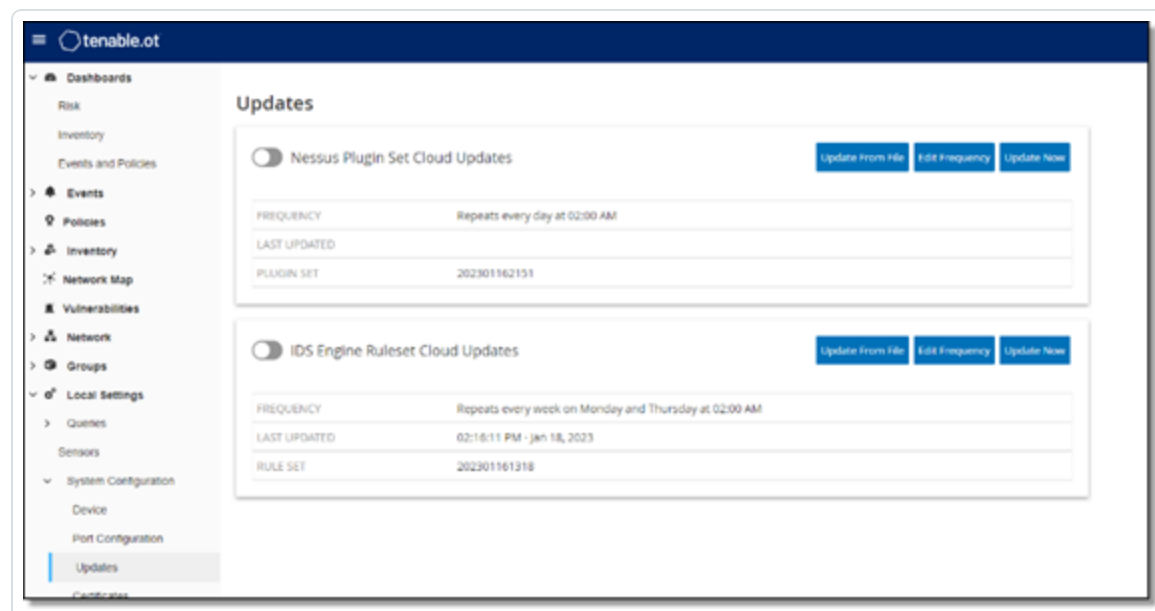 tenable.ot
Dashboards
Risk
Inventory
Events and Policies
Events
Policies
Inventory
Network Map
Vulnerabilities
Network
Groups
Local Settings
Queries
Sensors
System Configuration
Device
Port Configuration
Updates
Certificates
Updates
Nessus Plugin Set Cloud Updates
Update From File Edit Frequency Update Now
FREQUENCY Repeats every day at 02:00 AM
LAST UPDATED
PLUGIN SET 202301162151
IDS Engine Ruleset Cloud Updates
Update From File Edit Frequency Update Now
FREQUENCY Repeats every week on Monday and Thursday at 02:00 AM
LAST UPDATED 02:16:11 PM - Jan 18, 2023
RULE SET 202301161318